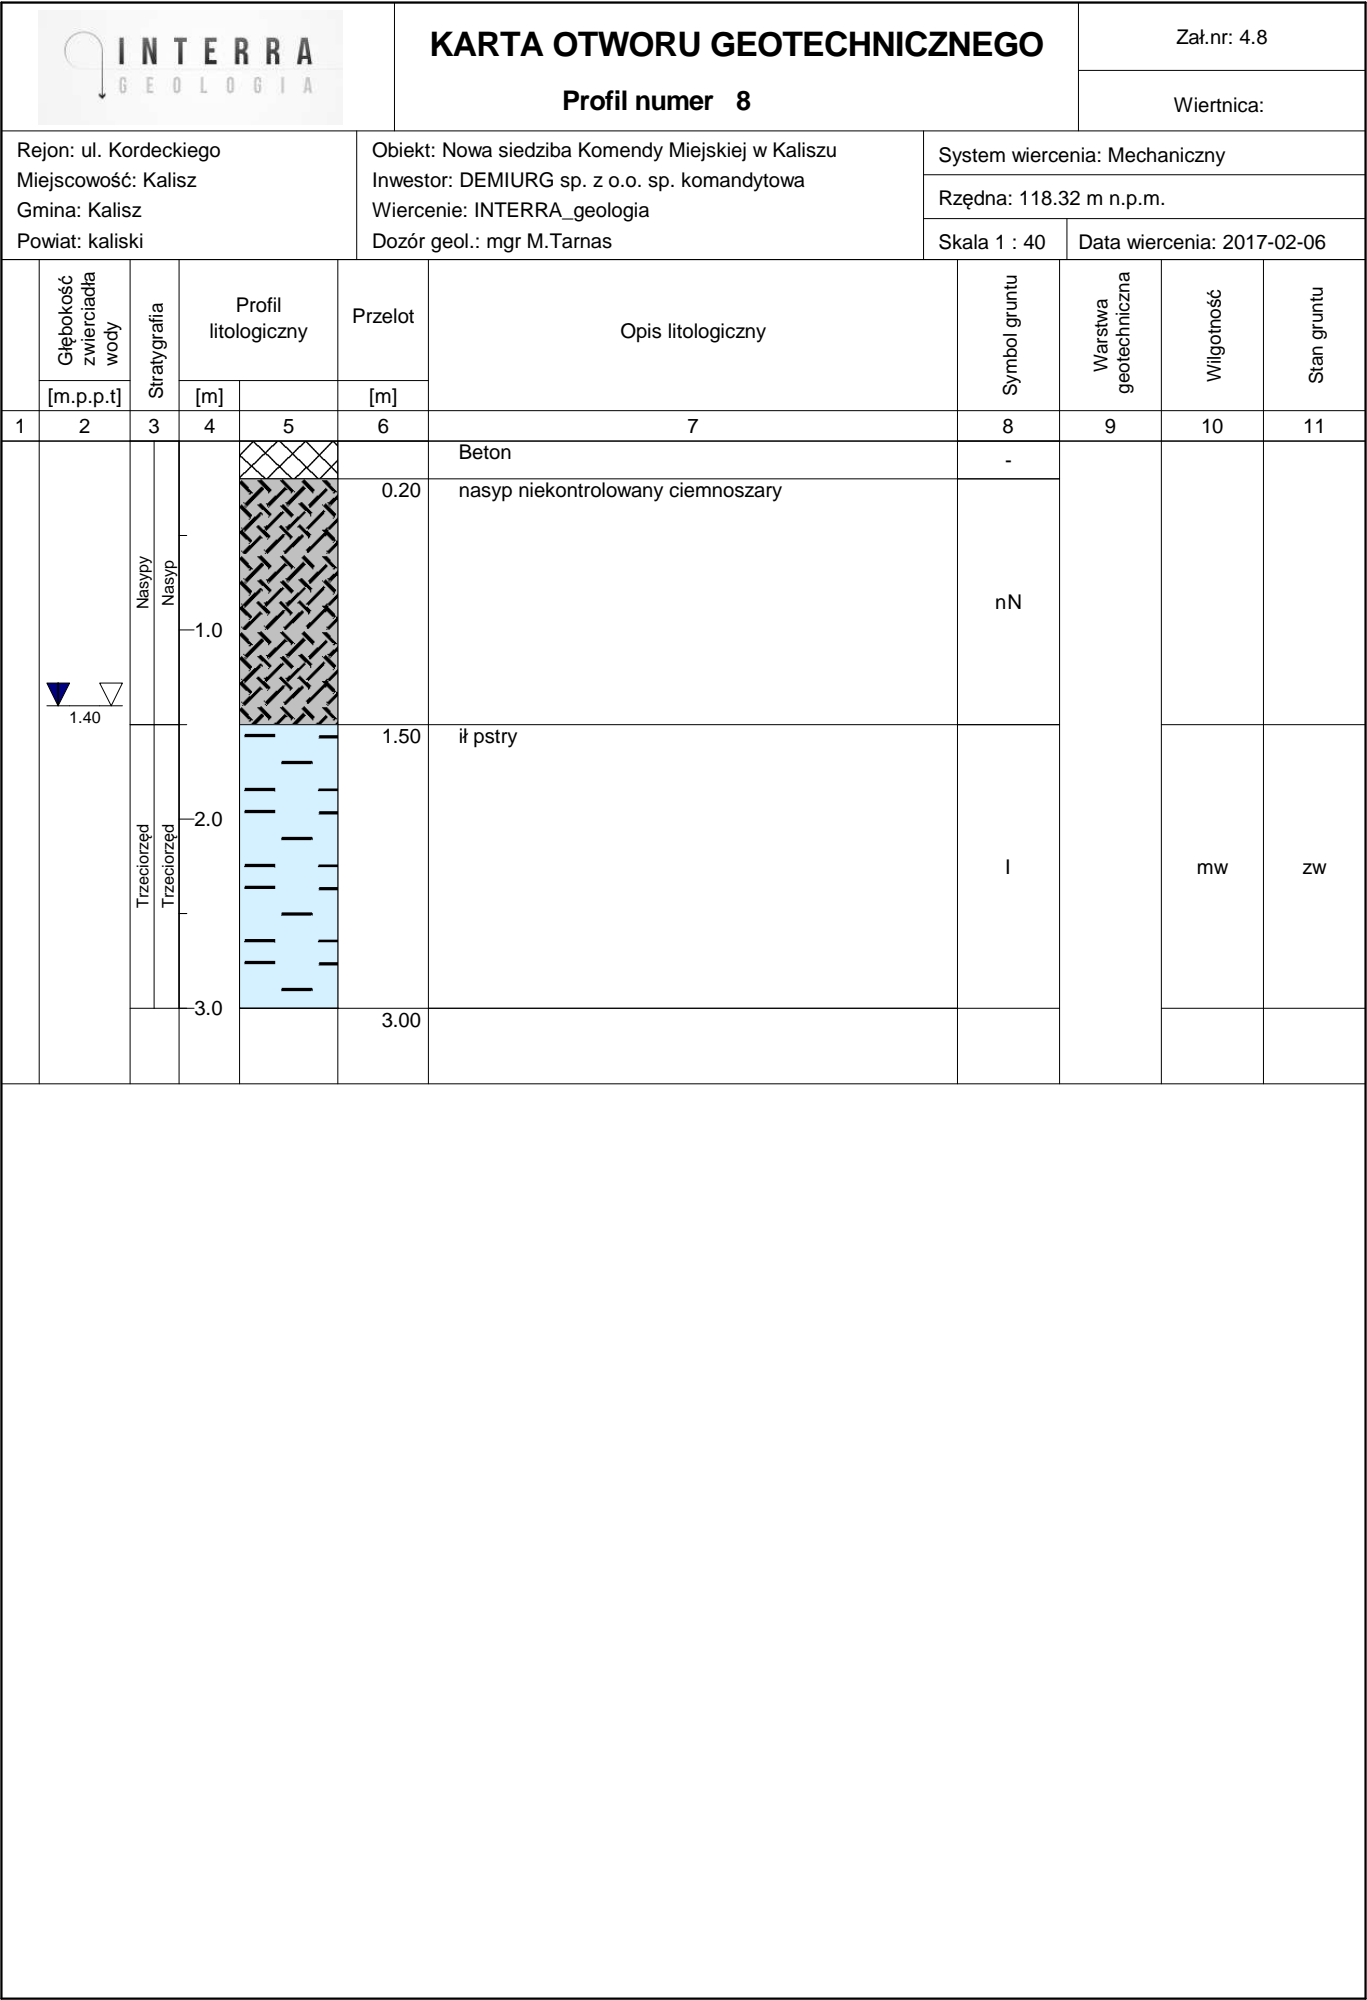 INTERRA
GEOLOGIA
KARTA OTWORU GEOTECHNICZNEGO
Profil numer 8
Zał.nr: 4.8
Wiertnica:
Rejon: ul. Kordeckiego
Miejscowość: Kalisz
Gmina: Kalisz
Powiat: kaliski
Obiekt: Nowa siedziba Komendy Miejskiej w Kaliszu
Inwestor: DEMIURG sp. z o.o. sp. komandytowa
Wiercenie: INTERRA_geologia
Dozór geol.: mgr M.Tarnas
System wiercenia: Mechaniczny
Rzędna: 118.32 m n.p.m.
Skala 1 : 40
Data wiercenia: 2017-02-06
Głębokość
zwierciadła
wody
[m.p.p.t]
Stratygrafia
Profil
litologiczny
[m]
Przelot
[m]
Opis litologiczny
Symbol gruntu
Warstwa
geotechniczna
Wilgotność
Stan gruntu
1 2 3 4 5 6 7 8 9 10 11
Beton
-
0.20 nasyp niekontrolowany ciemnoszary
Nasypy
Nasyp
nN
1.0
1.40
1.50 ił pstry
2.0
Trzeciorzęd
Trzeciorzęd
I
mw
zw
3.0
3.00